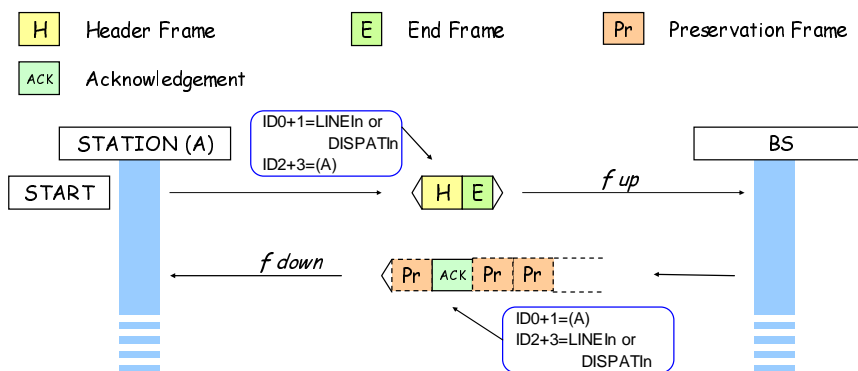 H Header Frame
E End Frame
Pr Preservation Frame
ACK Acknowledgement
ID0+1=LINEIn or
DISPATIn
ID2+3=(A)
STATION (A)
BS
START
H E
f up
f down
Pr ACK Pr Pr
ID0+1=(A)
ID2+3=LINEIn or
DISPATIn